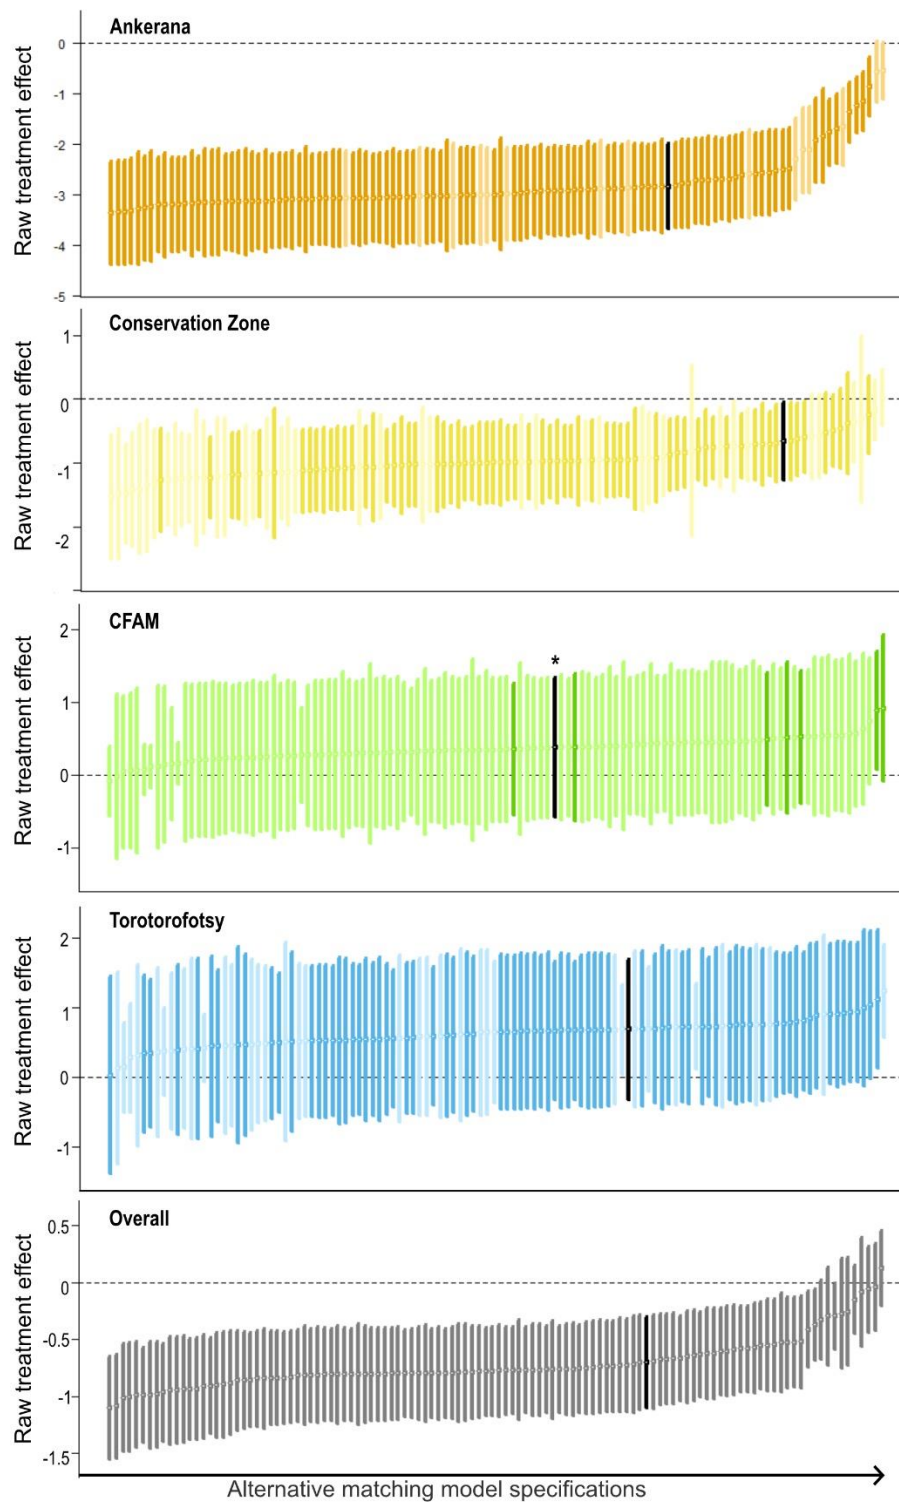 Ankerana
Raw treatment effect
0
-1
-2
-3
-4
-5
Conservation Zone
Raw treatment effect
1
0
-1
-2
CFAM
Raw treatment effect
2
1
0
-1
*
Torotorofotsy
Raw treatment effect
2
1
0
-1
Overall
Raw treatment effect
0.5
0
-0.5
-1
-1.5
Alternative matching model specifications